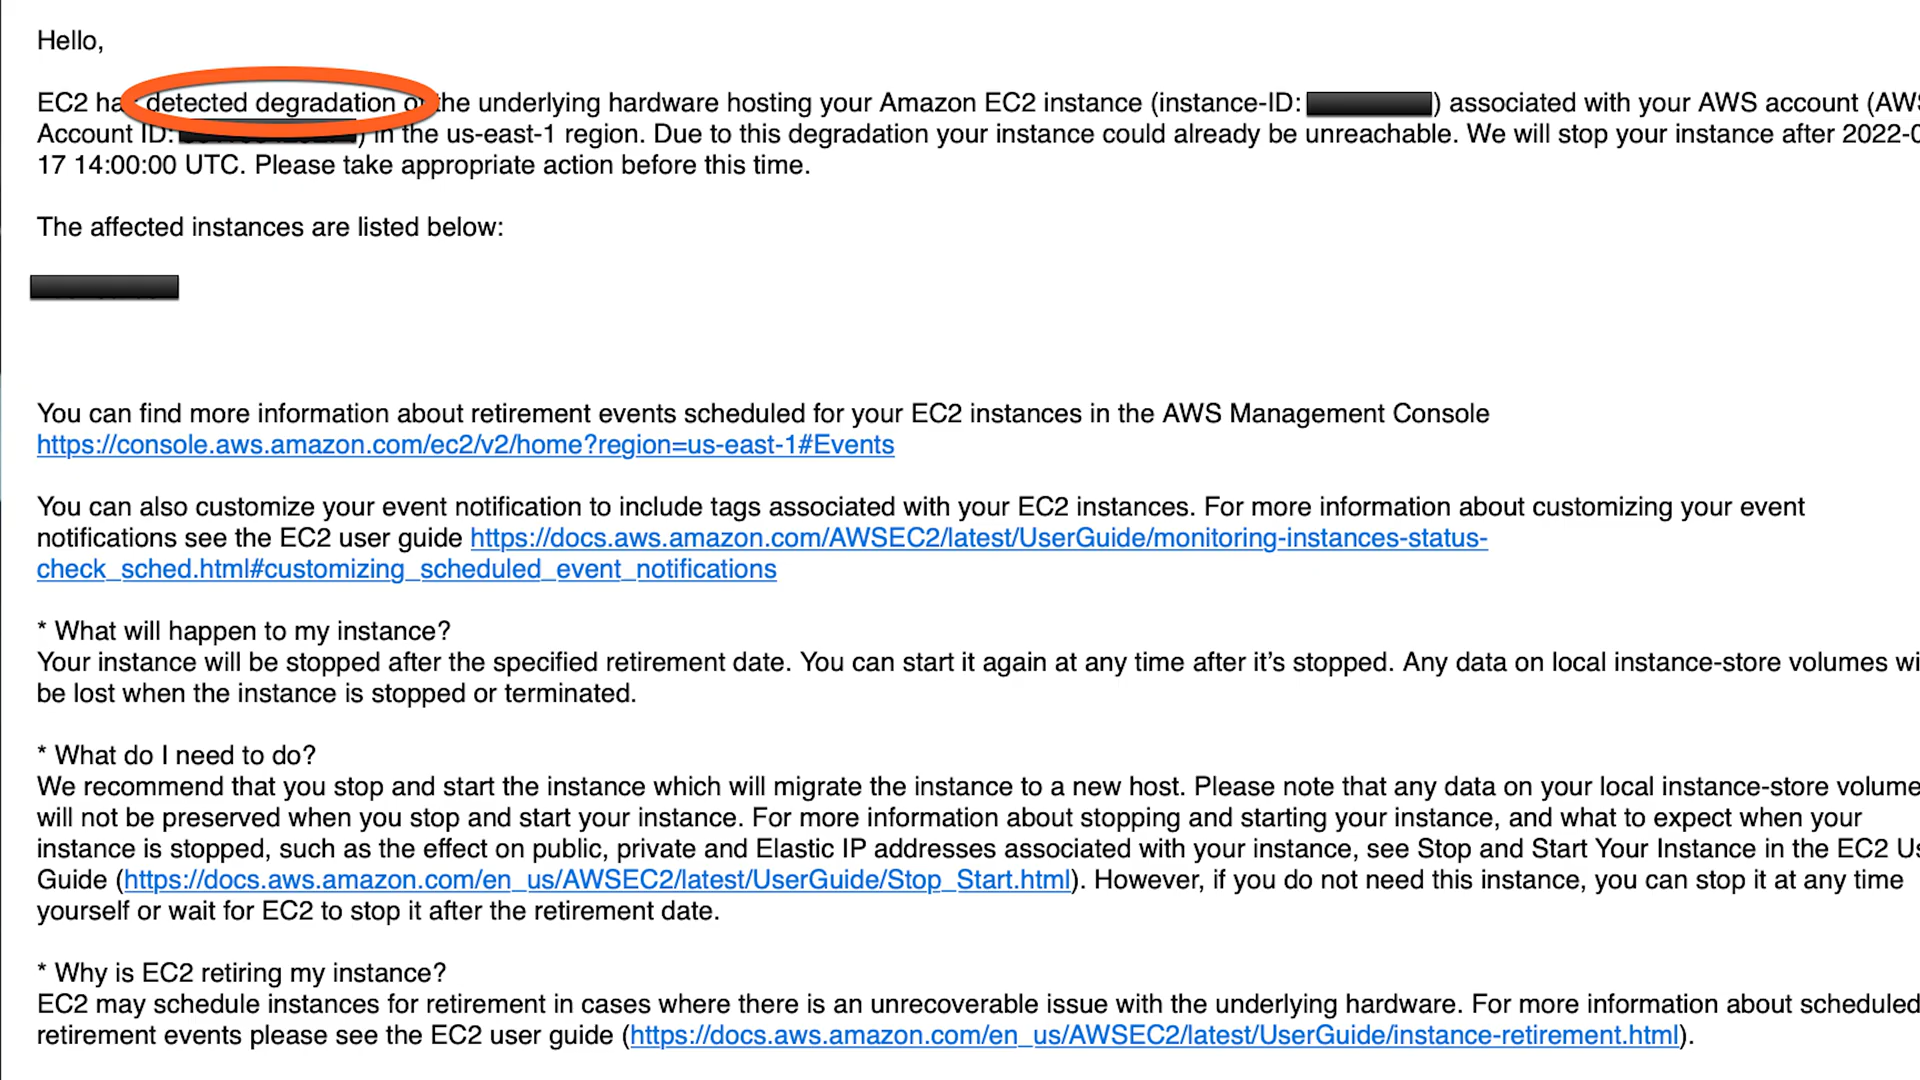 Hello,
EC2 has detected degradation of the underlying hardware hosting your Amazon EC2 instance (instance-ID: ) associated with your AWS account (AWS
Account ID: ) in the us-east-1 region. Due to this degradation your instance could already be unreachable. We will stop your instance after 2022-0
17 14:00:00 UTC. Please take appropriate action before this time.
The affected instances are listed below:
You can find more information about retirement events scheduled for your EC2 instances in the AWS Management Console
https://console.aws.amazon.com/ec2/v2/home?region=us-east-1#Events
You can also customize your event notification to include tags associated with your EC2 instances. For more information about customizing your event
notifications see the EC2 user guide https://docs.aws.amazon.com/AWSEC2/latest/UserGuide/monitoring-instances-status-
check_sched.html#customizing_scheduled_event_notifications
* What will happen to my instance?
Your instance will be stopped after the specified retirement date. You can start it again at any time after it’s stopped. Any data on local instance-store volumes wi
be lost when the instance is stopped or terminated.
* What do I need to do?
We recommend that you stop and start the instance which will migrate the instance to a new host. Please note that any data on your local instance-store volume
will not be preserved when you stop and start your instance. For more information about stopping and starting your instance, and what to expect when your
instance is stopped, such as the effect on public, private and Elastic IP addresses associated with your instance, see Stop and Start Your Instance in the EC2 Us
Guide (https://docs.aws.amazon.com/en_us/AWSEC2/latest/UserGuide/Stop_Start.html). However, if you do not need this instance, you can stop it at any time
yourself or wait for EC2 to stop it after the retirement date.
* Why is EC2 retiring my instance?
EC2 may schedule instances for retirement in cases where there is an unrecoverable issue with the underlying hardware. For more information about scheduled
retirement events please see the EC2 user guide (https://docs.aws.amazon.com/en_us/AWSEC2/latest/UserGuide/instance-retirement.html).